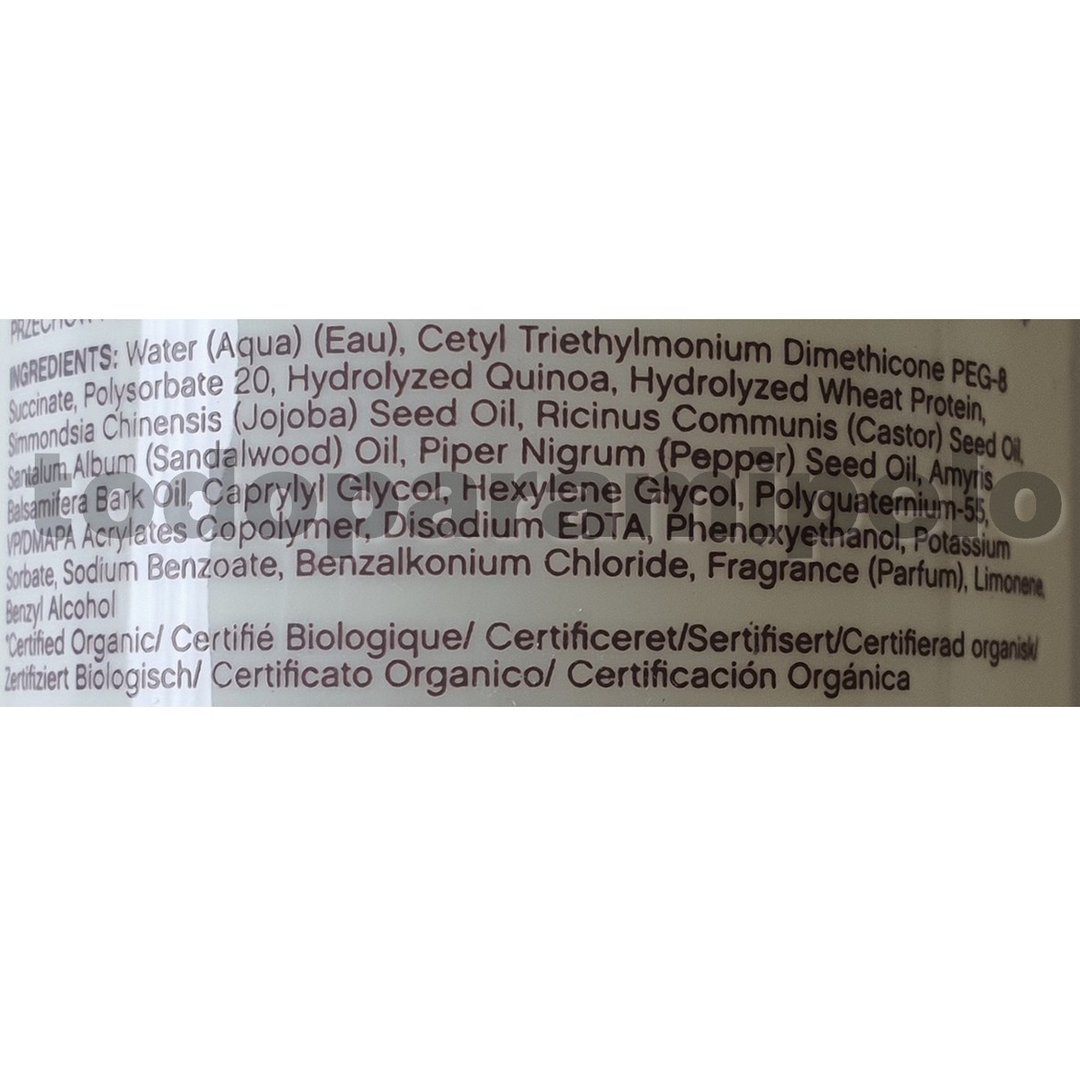 INGREDIENTS: Water (Aqua) (Eau), Cetyl Triethylmonium Dimethicone PEG-8
Succinate, Polysorbate 20, Hydrolyzed Quinoa, Hydrolyzed Wheat Protein,
Simmondsia Chinensis (Jojoba) Seed Oil, Ricinus Communis (Castor) Seed Oil,
Santalum Album (Sandalwood) Oil, Piper Nigrum (Pepper) Seed Oil, Amyris
Balsamifera Bark Oil, Caprylyl Glycol, Hexylene Glycol, Polyquaternium-55,
VP/DMAPA Acrylates Copolymer, Disodium EDTA, Phenoxyethanol, Potassium
Sorbate, Sodium Benzoate, Benzalkonium Chloride, Fragrance (Parfum), Limonene,
Benzyl Alcohol
*Certified Organic/ Certifié Biologique/ Certificeret/Sertifisert/Certifierad organisk/
Zertifiziert Biologisch/ Certificato Organico/ Certificación Orgánica
todoparamipelo